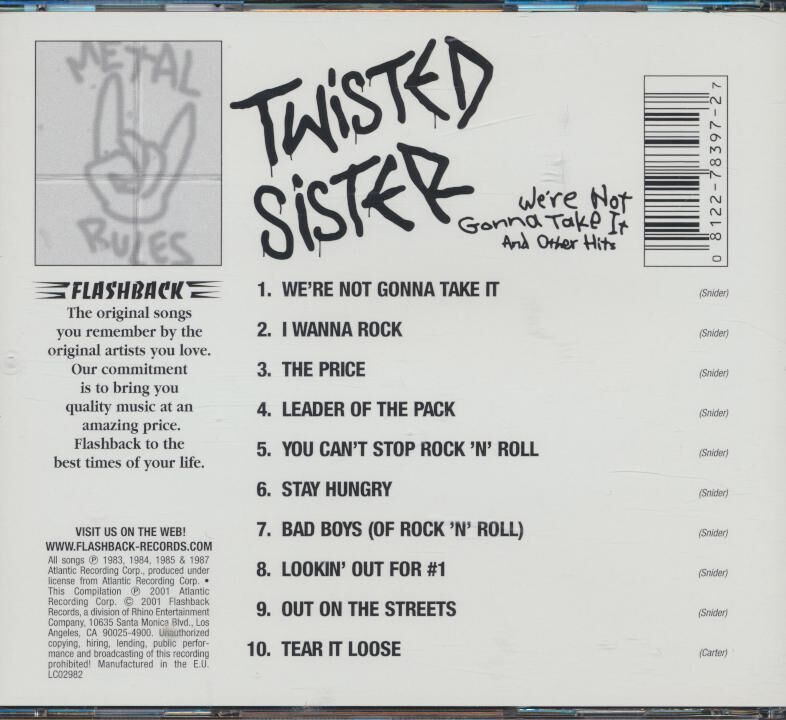 METAL
RULES
TWISTED
SISTER
We're Not
Gonna Take It
And Other Hits
0 8122-78397-2 7
FLASHBACK
The original songs
you remember by the
original artists you love.
Our commitment
is to bring you
quality music at an
amazing price.
Flashback to the
best times of your life.
1. WE'RE NOT GONNA TAKE IT (Snider)
2. I WANNA ROCK (Snider)
3. THE PRICE (Snider)
4. LEADER OF THE PACK (Snider)
5. YOU CAN'T STOP ROCK 'N' ROLL (Snider)
6. STAY HUNGRY (Snider)
7. BAD BOYS (OF ROCK 'N' ROLL) (Snider)
8. LOOKIN' OUT FOR #1 (Snider)
9. OUT ON THE STREETS (Snider)
10. TEAR IT LOOSE (Carter)
VISIT US ON THE WEB!
WWW.FLASHBACK-RECORDS.COM
All songs ℗ 1983, 1984, 1985 & 1987
Atlantic Recording Corp., produced under
license from Atlantic Recording Corp. •
This Compilation ℗ 2001 Atlantic
Recording Corp. © 2001 Flashback
Records, a division of Rhino Entertainment
Company, 10635 Santa Monica Blvd., Los
Angeles, CA 90025-4900. Unauthorized
copying, hiring, lending, public perfor-
mance and broadcasting of this recording
prohibited! Manufactured in the E.U.
LC02982